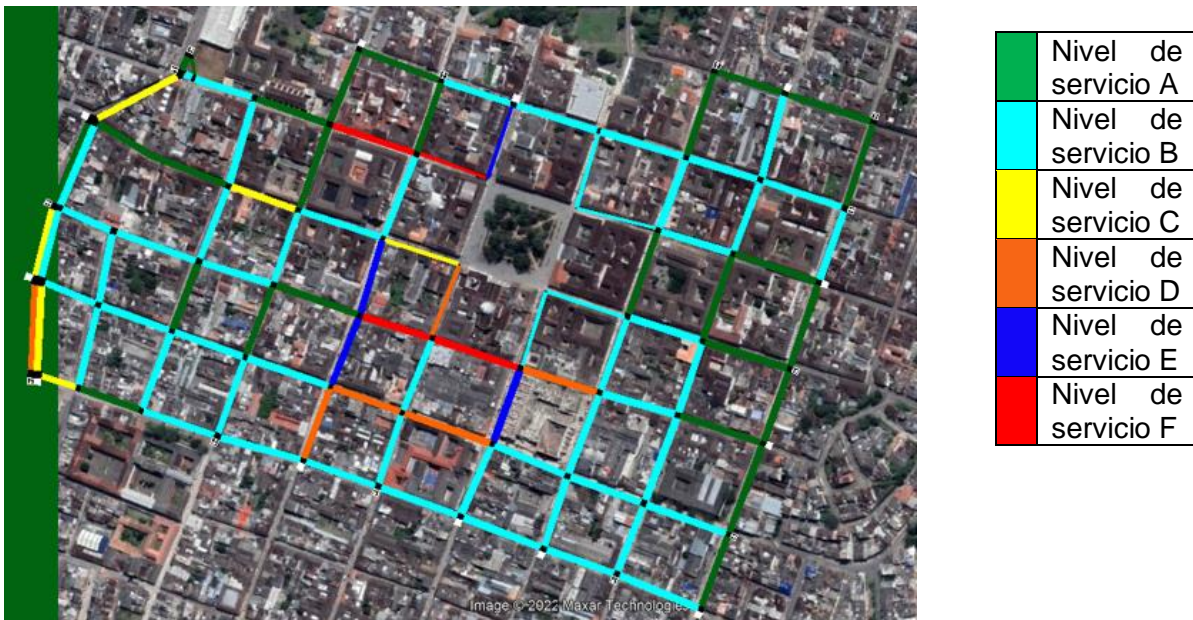 Nivel de
servicio A
Nivel de
servicio B
Nivel de
servicio C
Nivel de
servicio D
Nivel de
servicio E
Nivel de
servicio F
Image © 2022 Maxar Technologies